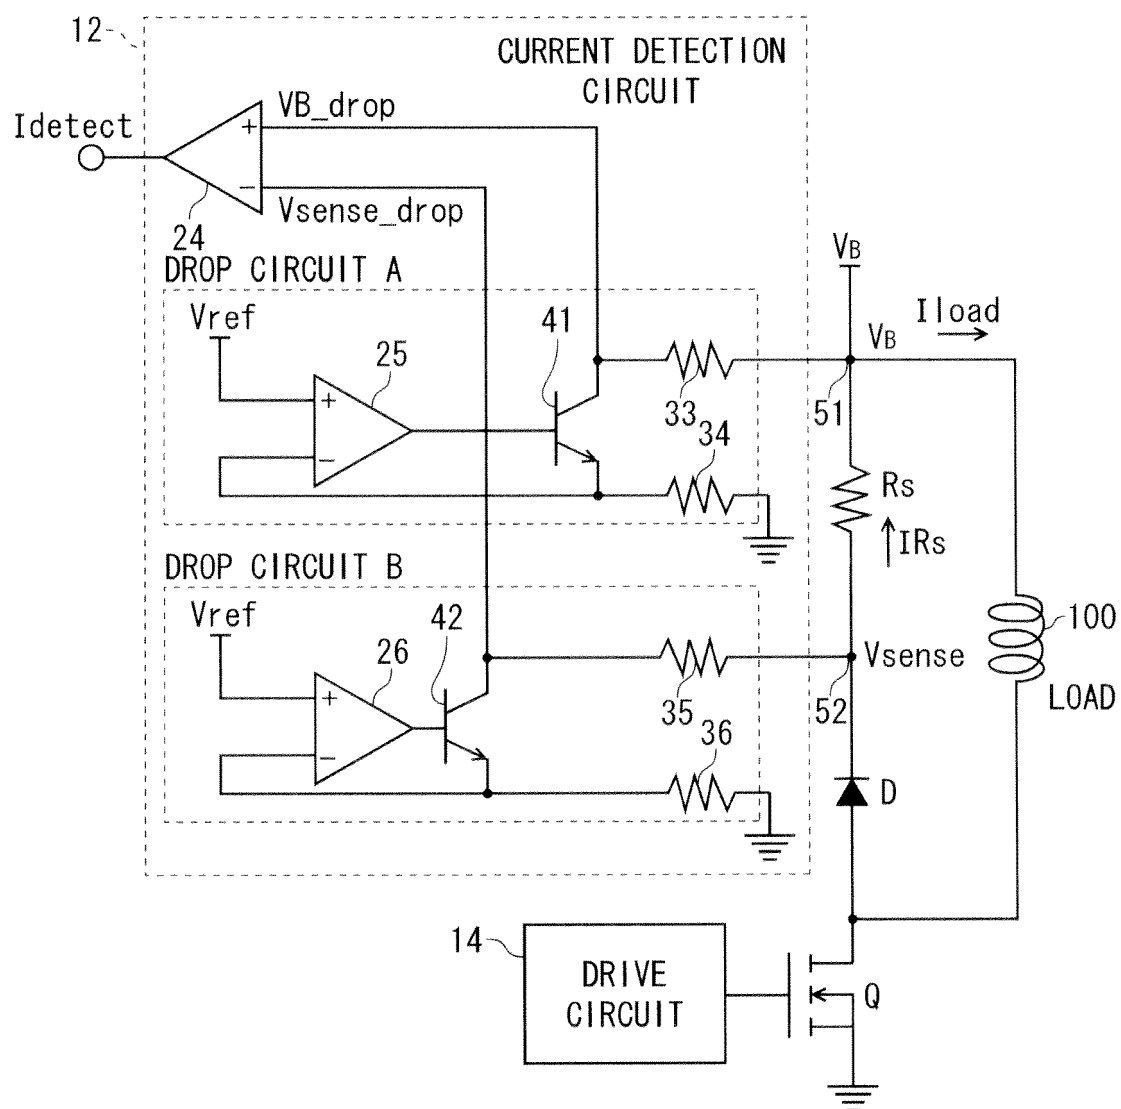 12
CURRENT DETECTION
CIRCUIT
VB_drop
Idetect
+
−
24
Vsense_drop
DROP CIRCUIT A
VB
Vref
41
Iload
VB
25
+
−
33
51
34
Rs
IRs
DROP CIRCUIT B
Vref
42
100
26
Vsense
+
−
35
52
LOAD
36
D
14
DRIVE
CIRCUIT
Q